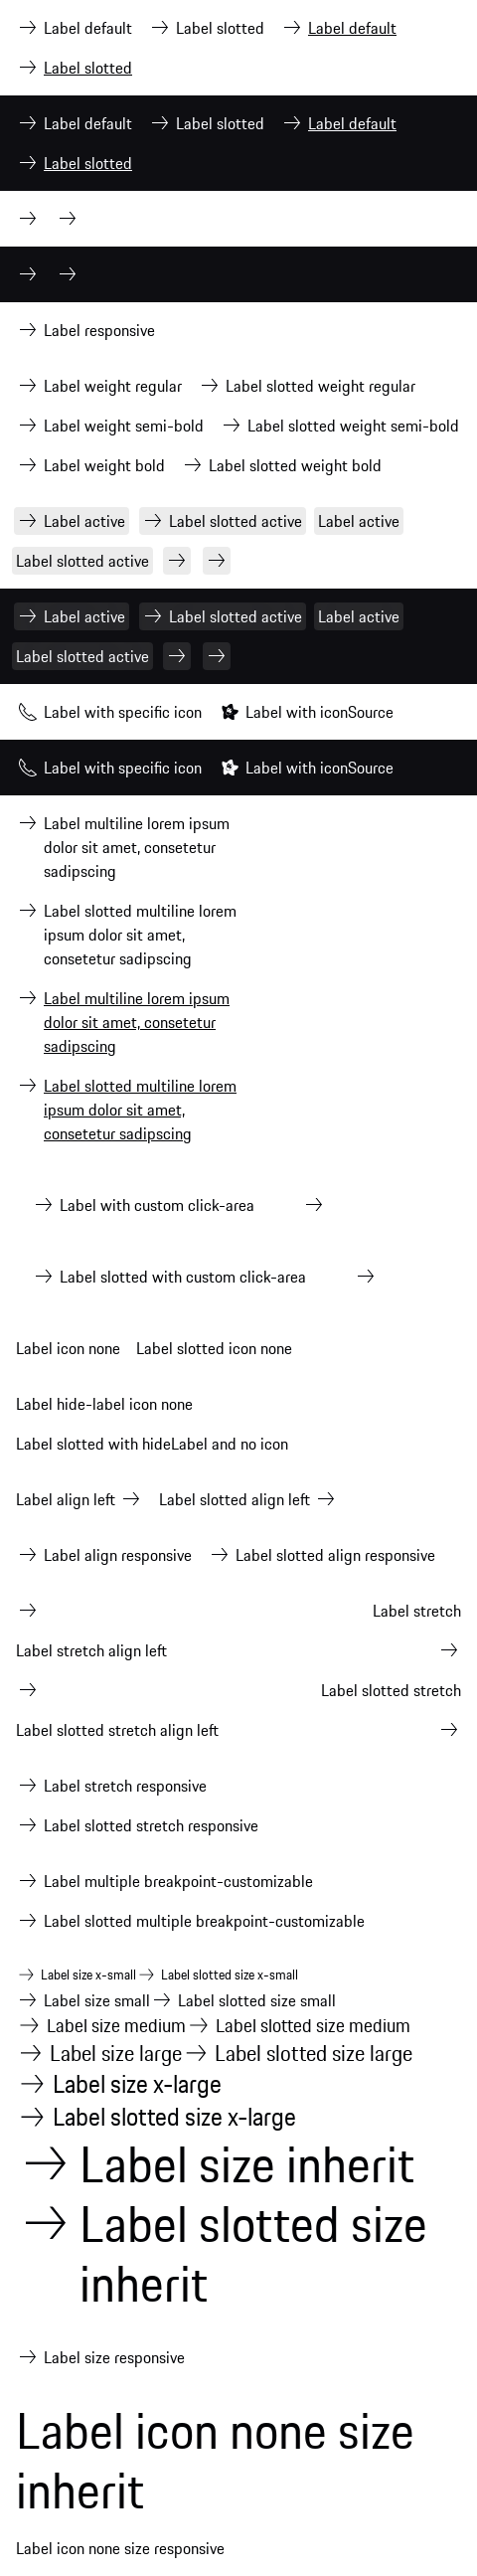 Label default Label slotted Label default
Label slotted
Label default Label slotted Label default
Label slotted
Label responsive
Label weight regular Label slotted weight regular
Label weight semi-bold Label slotted weight semi-bold
Label weight bold Label slotted weight bold
Label active Label slotted active Label active
Label slotted active
Label active Label slotted active Label active
Label slotted active
Label with specific icon Label with iconSource
Label with specific icon Label with iconSource
Label multiline lorem ipsum
dolor sit amet, consetetur
sadipscing
Label slotted multiline lorem
ipsum dolor sit amet,
consetetur sadipscing
Label multiline lorem ipsum
dolor sit amet, consetetur
sadipscing
Label slotted multiline lorem
ipsum dolor sit amet,
consetetur sadipscing
Label with custom click-area
Label slotted with custom click-area
Label icon none Label slotted icon none
Label hide-label icon none
Label slotted with hideLabel and no icon
Label align left Label slotted align left
Label align responsive Label slotted align responsive
Label stretch
Label stretch align left
Label slotted stretch
Label slotted stretch align left
Label stretch responsive
Label slotted stretch responsive
Label multiple breakpoint-customizable
Label slotted multiple breakpoint-customizable
Label size x-small Label slotted size x-small
Label size small Label slotted size small
Label size medium Label slotted size medium
Label size large Label slotted size large
Label size x-large
Label slotted size x-large
Label size inherit
Label slotted size
inherit
Label size responsive
Label icon none size
inherit
Label icon none size responsive